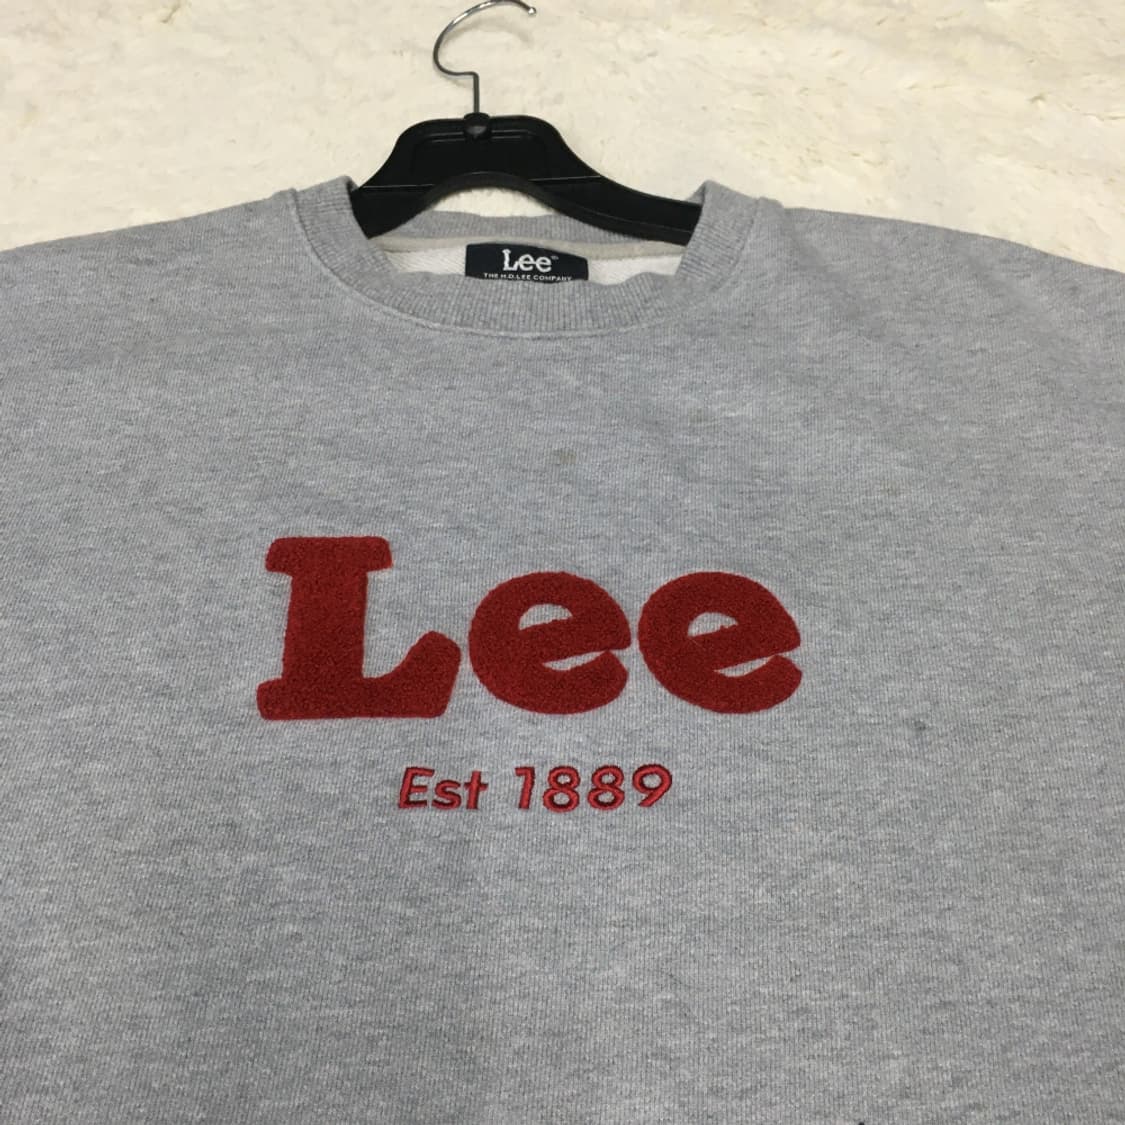 Lee®
THE H.D.LEE COMPANY
Lee
Est 1889